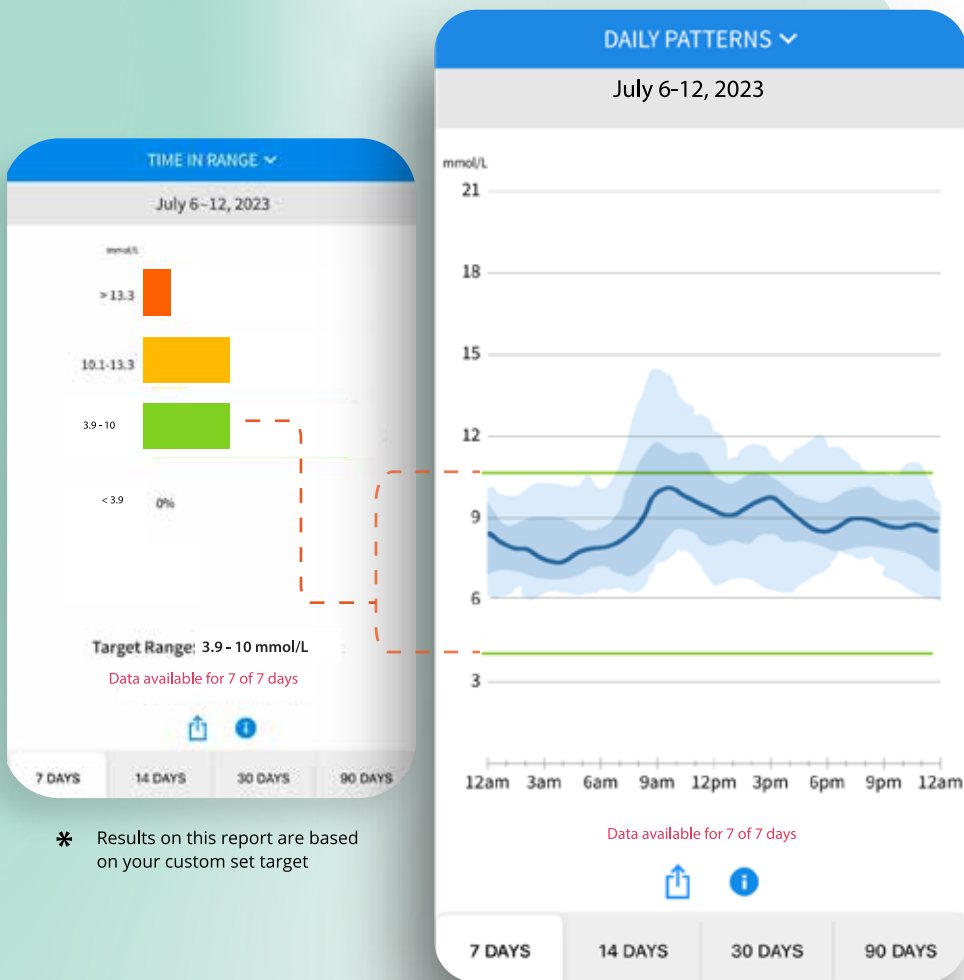 TIME IN RANGE
July 6-12, 2023
mmol/L
> 13.3
10.1-13.3
3.9 - 10
< 3.9 0%
Target Range: 3.9 - 10 mmol/L
Data available for 7 of 7 days
7 DAYS 14 DAYS 30 DAYS 90 DAYS
* Results on this report are based
on your custom set target
DAILY PATTERNS
July 6-12, 2023
mmol/L
21
18
15
12
9
6
3
12am 3am 6am 9am 12pm 3pm 6pm 9pm 12am
Data available for 7 of 7 days
7 DAYS 14 DAYS 30 DAYS 90 DAYS